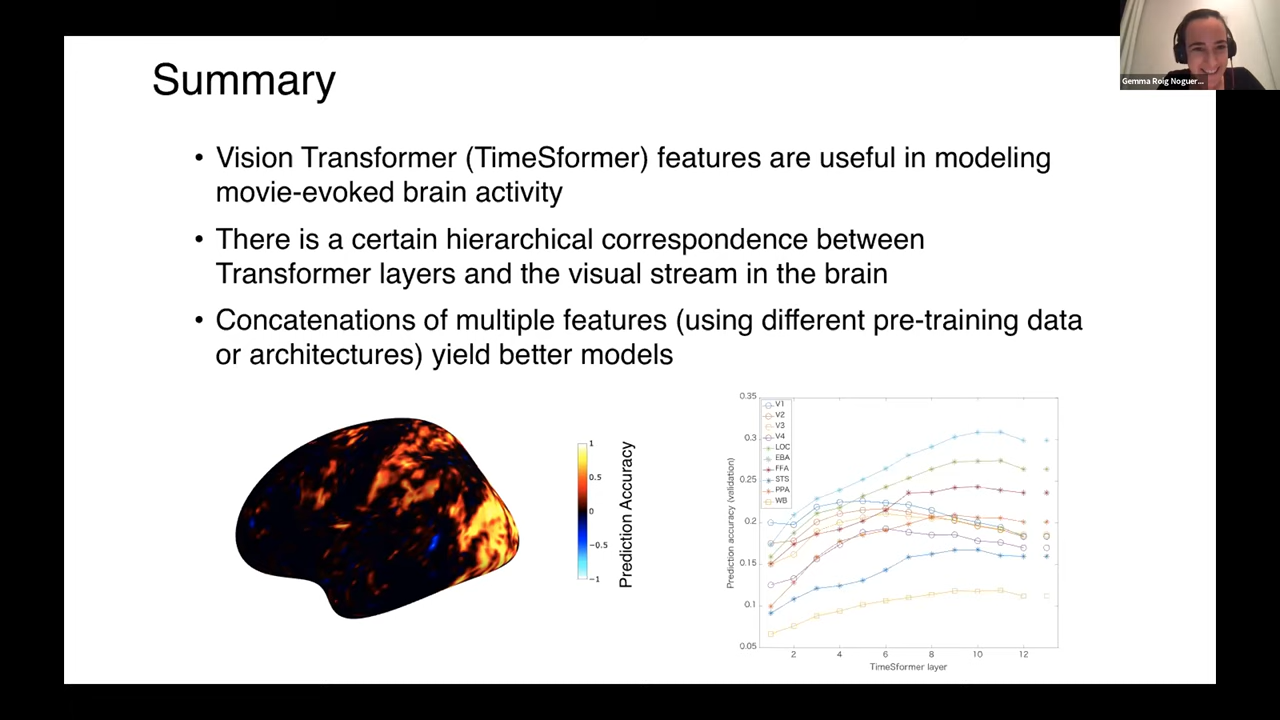 Summary
Gemma Roig Noguer...
• Vision Transformer (TimeSformer) features are useful in modeling
movie-evoked brain activity
• There is a certain hierarchical correspondence between
Transformer layers and the visual stream in the brain
• Concatenations of multiple features (using different pre-training data
or architectures) yield better models
1
0.5
0
−0.5
−1
Prediction Accuracy
0.35
0.3
0.25
0.2
0.15
0.1
0.05
Prediction accuracy (validation)
V1
V2
V3
V4
LOC
EBA
FFA
STS
PPA
WB
2 4 6 8 10 12
TimeSformer layer